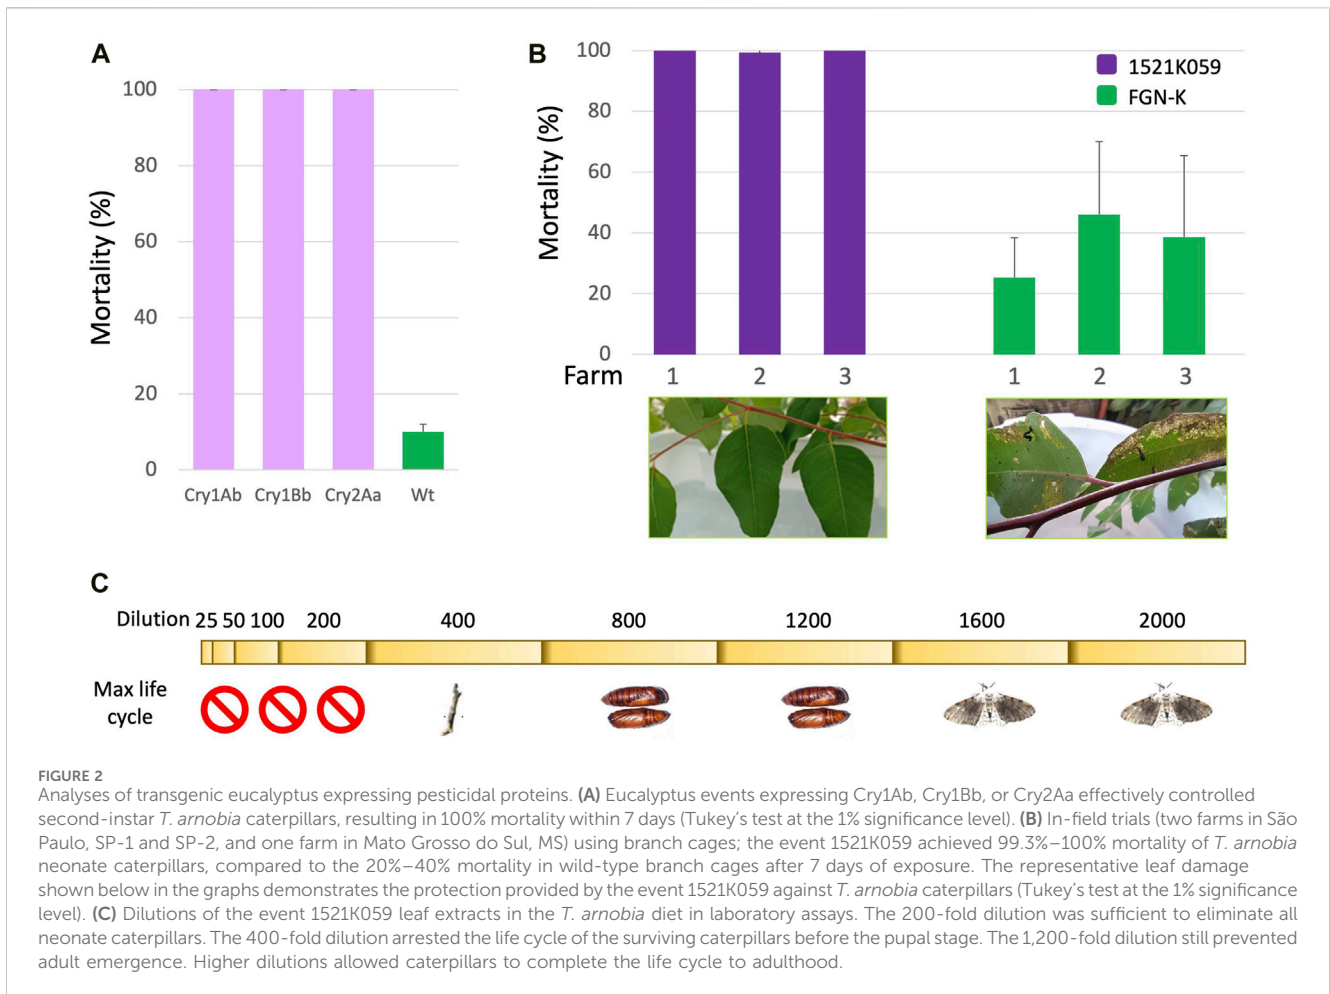 A
Mortality (%)
100
80
60
40
20
0
Cry1Ab Cry1Bb Cry2Aa Wt
B
Mortality (%)
100
80
60
40
20
0
1521K059
FGN-K
Farm 1 2 3 1 2 3
C
Dilution 25 50 100 200 400 800 1200 1600 2000
Max life
cycle
FIGURE 2
Analyses of transgenic eucalyptus expressing pesticidal proteins. (A) Eucalyptus events expressing Cry1Ab, Cry1Bb, or Cry2Aa effectively controlled
second-instar T. arnobia caterpillars, resulting in 100% mortality within 7 days (Tukey's test at the 1% significance level). (B) In-field trials (two farms in São
Paulo, SP-1 and SP-2, and one farm in Mato Grosso do Sul, MS) using branch cages; the event 1521K059 achieved 99.3%–100% mortality of T. arnobia
neonate caterpillars, compared to the 20%–40% mortality in wild-type branch cages after 7 days of exposure. The representative leaf damage
shown below in the graphs demonstrates the protection provided by the event 1521K059 against T. arnobia caterpillars (Tukey's test at the 1% significance
level). (C) Dilutions of the event 1521K059 leaf extracts in the T. arnobia diet in laboratory assays. The 200-fold dilution was sufficient to eliminate all
neonate caterpillars. The 400-fold dilution arrested the life cycle of the surviving caterpillars before the pupal stage. The 1,200-fold dilution still prevented
adult emergence. Higher dilutions allowed caterpillars to complete the life cycle to adulthood.